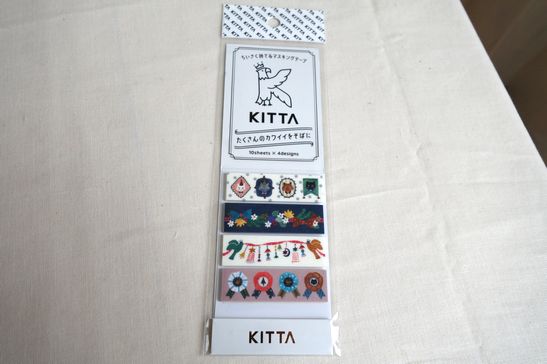 KITTA
ちいさく持てるマスキングテープ
KITTA
たくさんのカワイイをそばに
10sheets × 4designs
KITTA